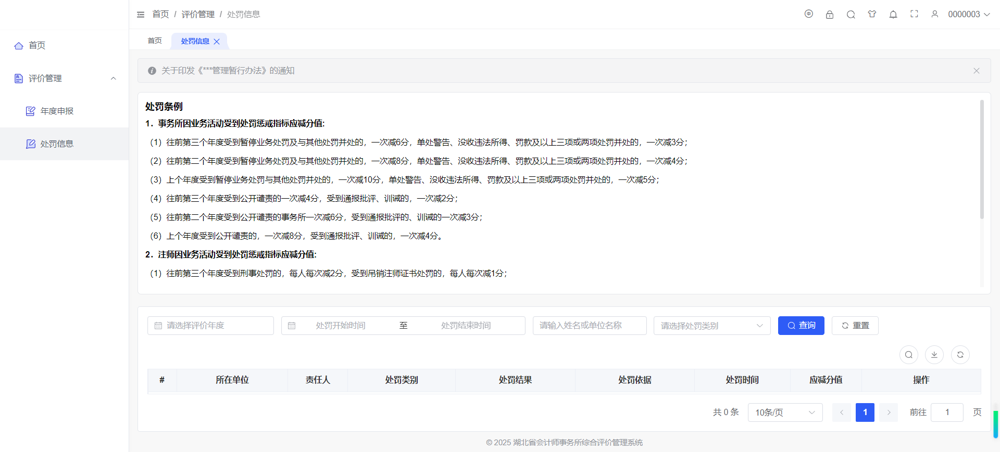 首页 / 评价管理 / 处罚信息
0000003
首页
评价管理
年度申报
处罚信息
首页 处罚信息
关于印发《***管理暂行办法》的通知
处罚条例
1. 事务所因业务活动受到处罚惩戒指标应减分值:
（1）往前第三个年度受到暂停业务处罚及与其他处罚并处的，一次减6分，单处警告、没收违法所得、罚款及以上三项或两项处罚并处的，一次减3分；
（2）往前第二个年度受到暂停业务处罚及与其他处罚并处的，一次减8分，单处警告、没收违法所得、罚款及以上三项或两项处罚并处的，一次减4分；
（3）上个年度受到暂停业务处罚与其他处罚并处的，一次减10分，单处警告、没收违法所得、罚款及以上三项或两项处罚并处的，一次减5分；
（4）往前第三个年度受到公开谴责的一次减4分，受到通报批评、训诫的，一次减2分；
（5）往前第二个年度受到公开谴责的事务所一次减6分，受到通报批评的、训诫的一次减3分；
（6）上个年度受到公开谴责的，一次减8分，受到通报批评、训诫的，一次减4分。
2. 注师因业务活动受到处罚惩戒指标应减分值:
（1）往前第三个年度受到刑事处罚的，每人每次减2分，受到吊销注师证书处罚的，每人每次减1分；
请选择评价年度 处罚开始时间 至 处罚结束时间 请输入姓名或单位名称 请选择处罚类别 查询 重置
# 所在单位 责任人 处罚类别 处罚结果 处罚依据 处罚时间 应减分值 操作
共 0 条 10条/页 1 前往 1 页
© 2025 湖北省会计师事务所综合评价管理系统